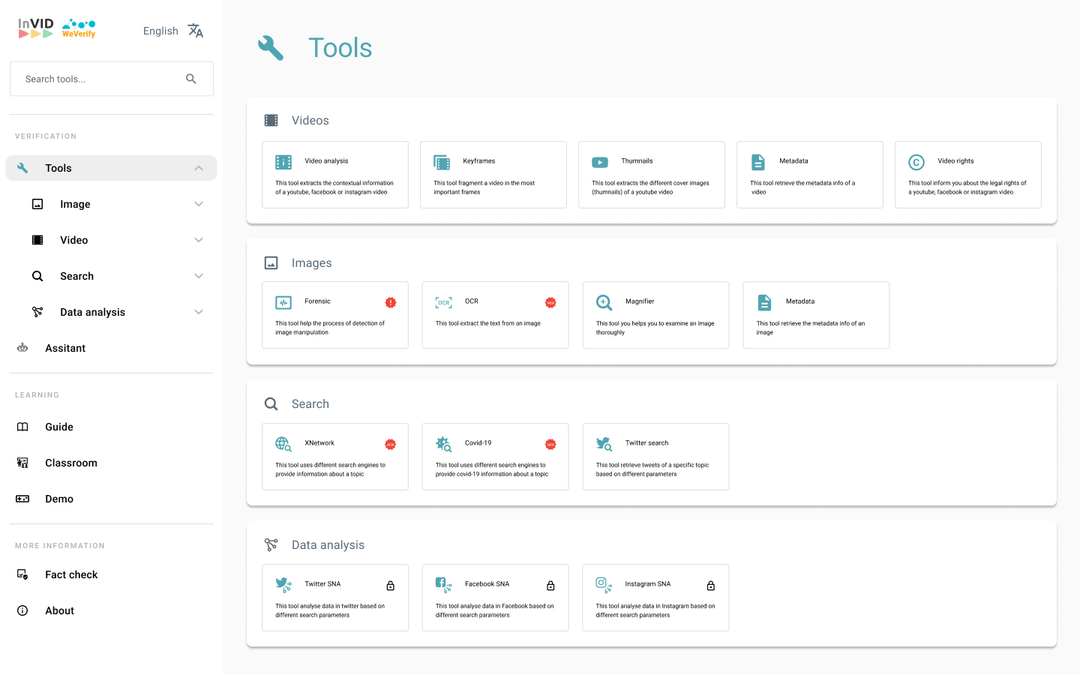 InVID
WeVerify
English
Search tools...
VERIFICATION
Tools
Image
Video
Search
Data analysis
Assitant
LEARNING
Guide
Classroom
Demo
MORE INFORMATION
Fact check
About
Tools
Videos
Video analysis
This tool extracts the contextual information
of a youtube, facebook or instagram video
Keyframes
This tool fragment a video in the most
important frames
Thumnails
This tool extracts the different cover images
(thumnails) of a youtube video
Metadata
This tool retrieve the metadata info of a
video
Video rights
This tool inform you about the legal rights of
a youtube, facebook or instagram video
Images
Forensic
This tool help the process of detection of
image manipulation
OCR
OCR
NEW
This tool extract the text from an image
Magnifier
This tool you helps you to examine an image
thoroughly
Metadata
This tool retrieve the metadata info of an
image
Search
XNetwork
NEW
This tool uses different search engines to
provide information about a topic
Covid-19
NEW
This tool uses different search engines to
provide covid-19 information about a topic
Twitter search
This tool retrieve tweets of a specific topic
based on different parameters
Data analysis
Twitter SNA
This tool analyse data in twitter based on
different search parameters
Facebook SNA
This tool analyse data in Facebook based on
different search parameters
Instagram SNA
This tool analyse data in Instagram based on
different search parameters